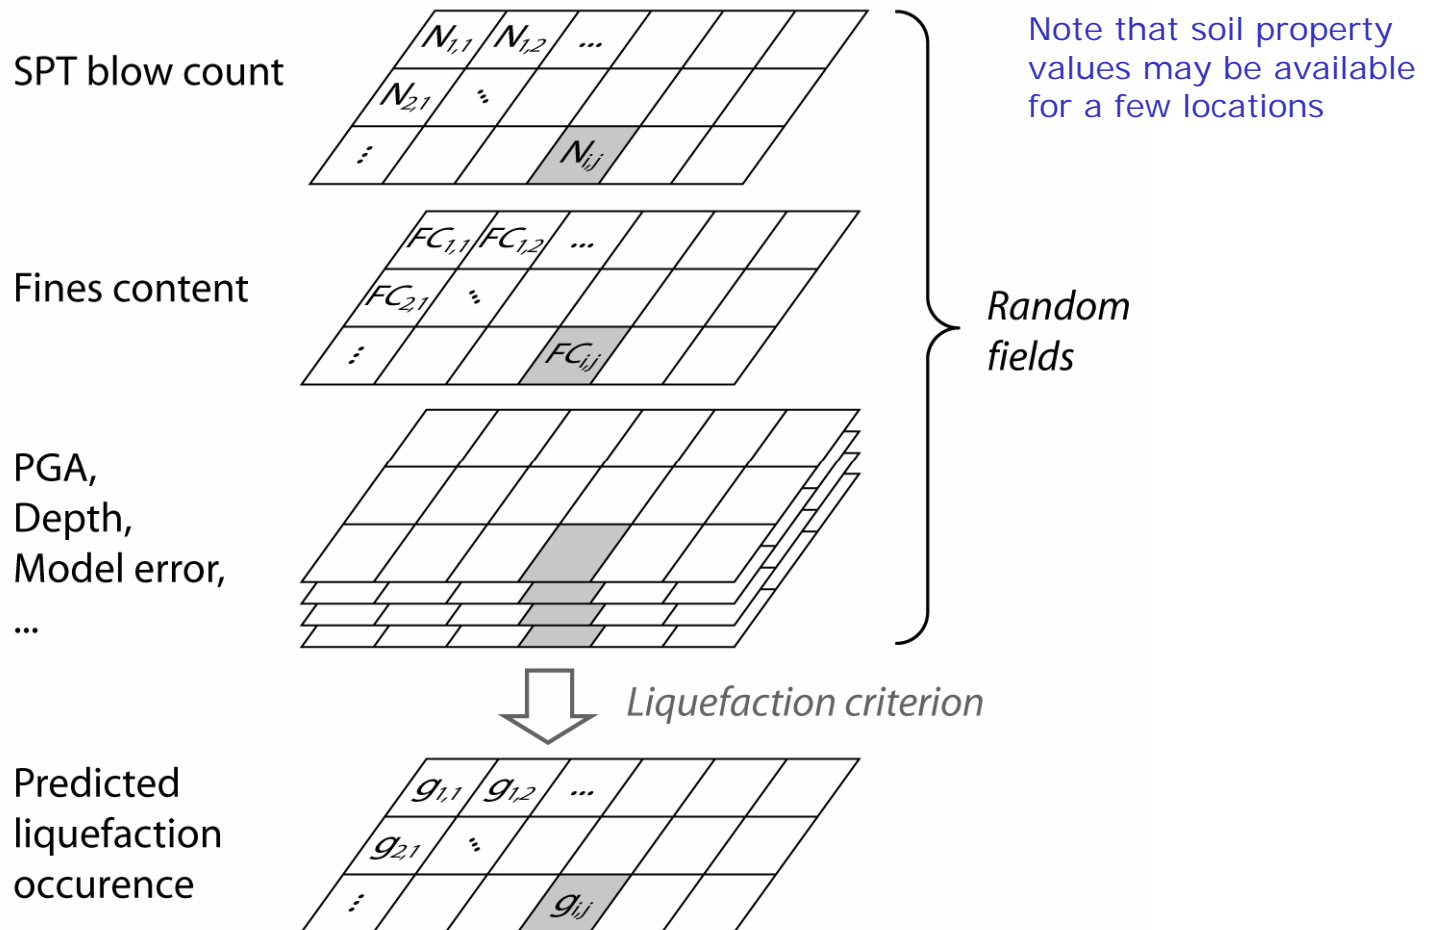 SPT blow count
N1,1 N1,2 ...
N2,1 ⋱
⋮ Ni,j
Note that soil property
values may be available
for a few locations
Fines content
FC1,1 FC1,2 ...
FC2,1 ⋱
⋮ FCi,j
Random
fields
PGA,
Depth,
Model error,
...
Liquefaction criterion
Predicted
liquefaction
occurence
g1,1 g1,2 ...
g2,1 ⋱
⋮ gi,j